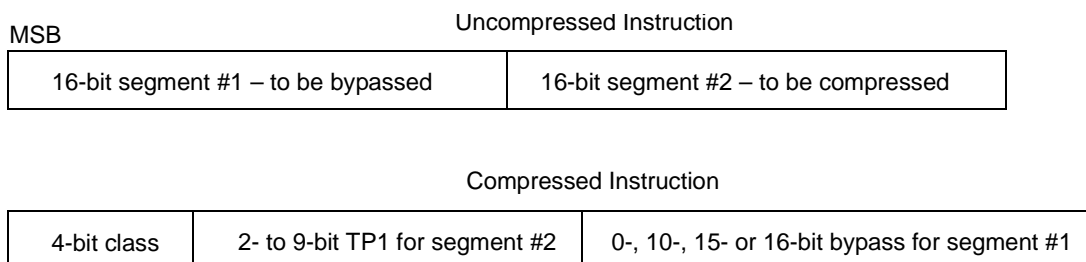 Uncompressed Instruction
MSB
16-bit segment #1 – to be bypassed
16-bit segment #2 – to be compressed
Compressed Instruction
4-bit class
2- to 9-bit TP1 for segment #2
0-, 10-, 15- or 16-bit bypass for segment #1